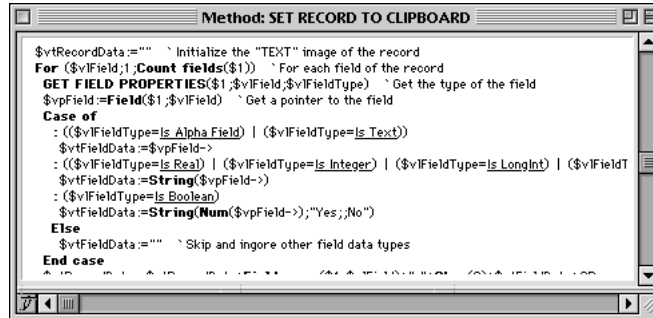 Method: SET RECORD TO CLIPBOARD
$vtRecordData:="" ` Initialize the "TEXT" image of the record
For ($vlField;1;Count fields($1)) ` For each field of the record
GET FIELD PROPERTIES($1;$vlField;$vlFieldType) ` Get the type of the field
$vpField:=Field($1;$vlField) ` Get a pointer to the field
Case of
: (($vlFieldType=Is Alpha Field) | ($vlFieldType=Is Text))
$vtFieldData:=$vpField->
: (($vlFieldType=Is Real) | ($vlFieldType=Is Integer) | ($vlFieldType=Is LongInt) | ($vlFieldT
$vtFieldData:=String($vpField->)
: ($vlFieldType=Is Boolean)
$vtFieldData:=String(Num($vpField->);"Yes;;No")
Else
$vtFieldData:="" ` Skip and ingore other field data types
End case